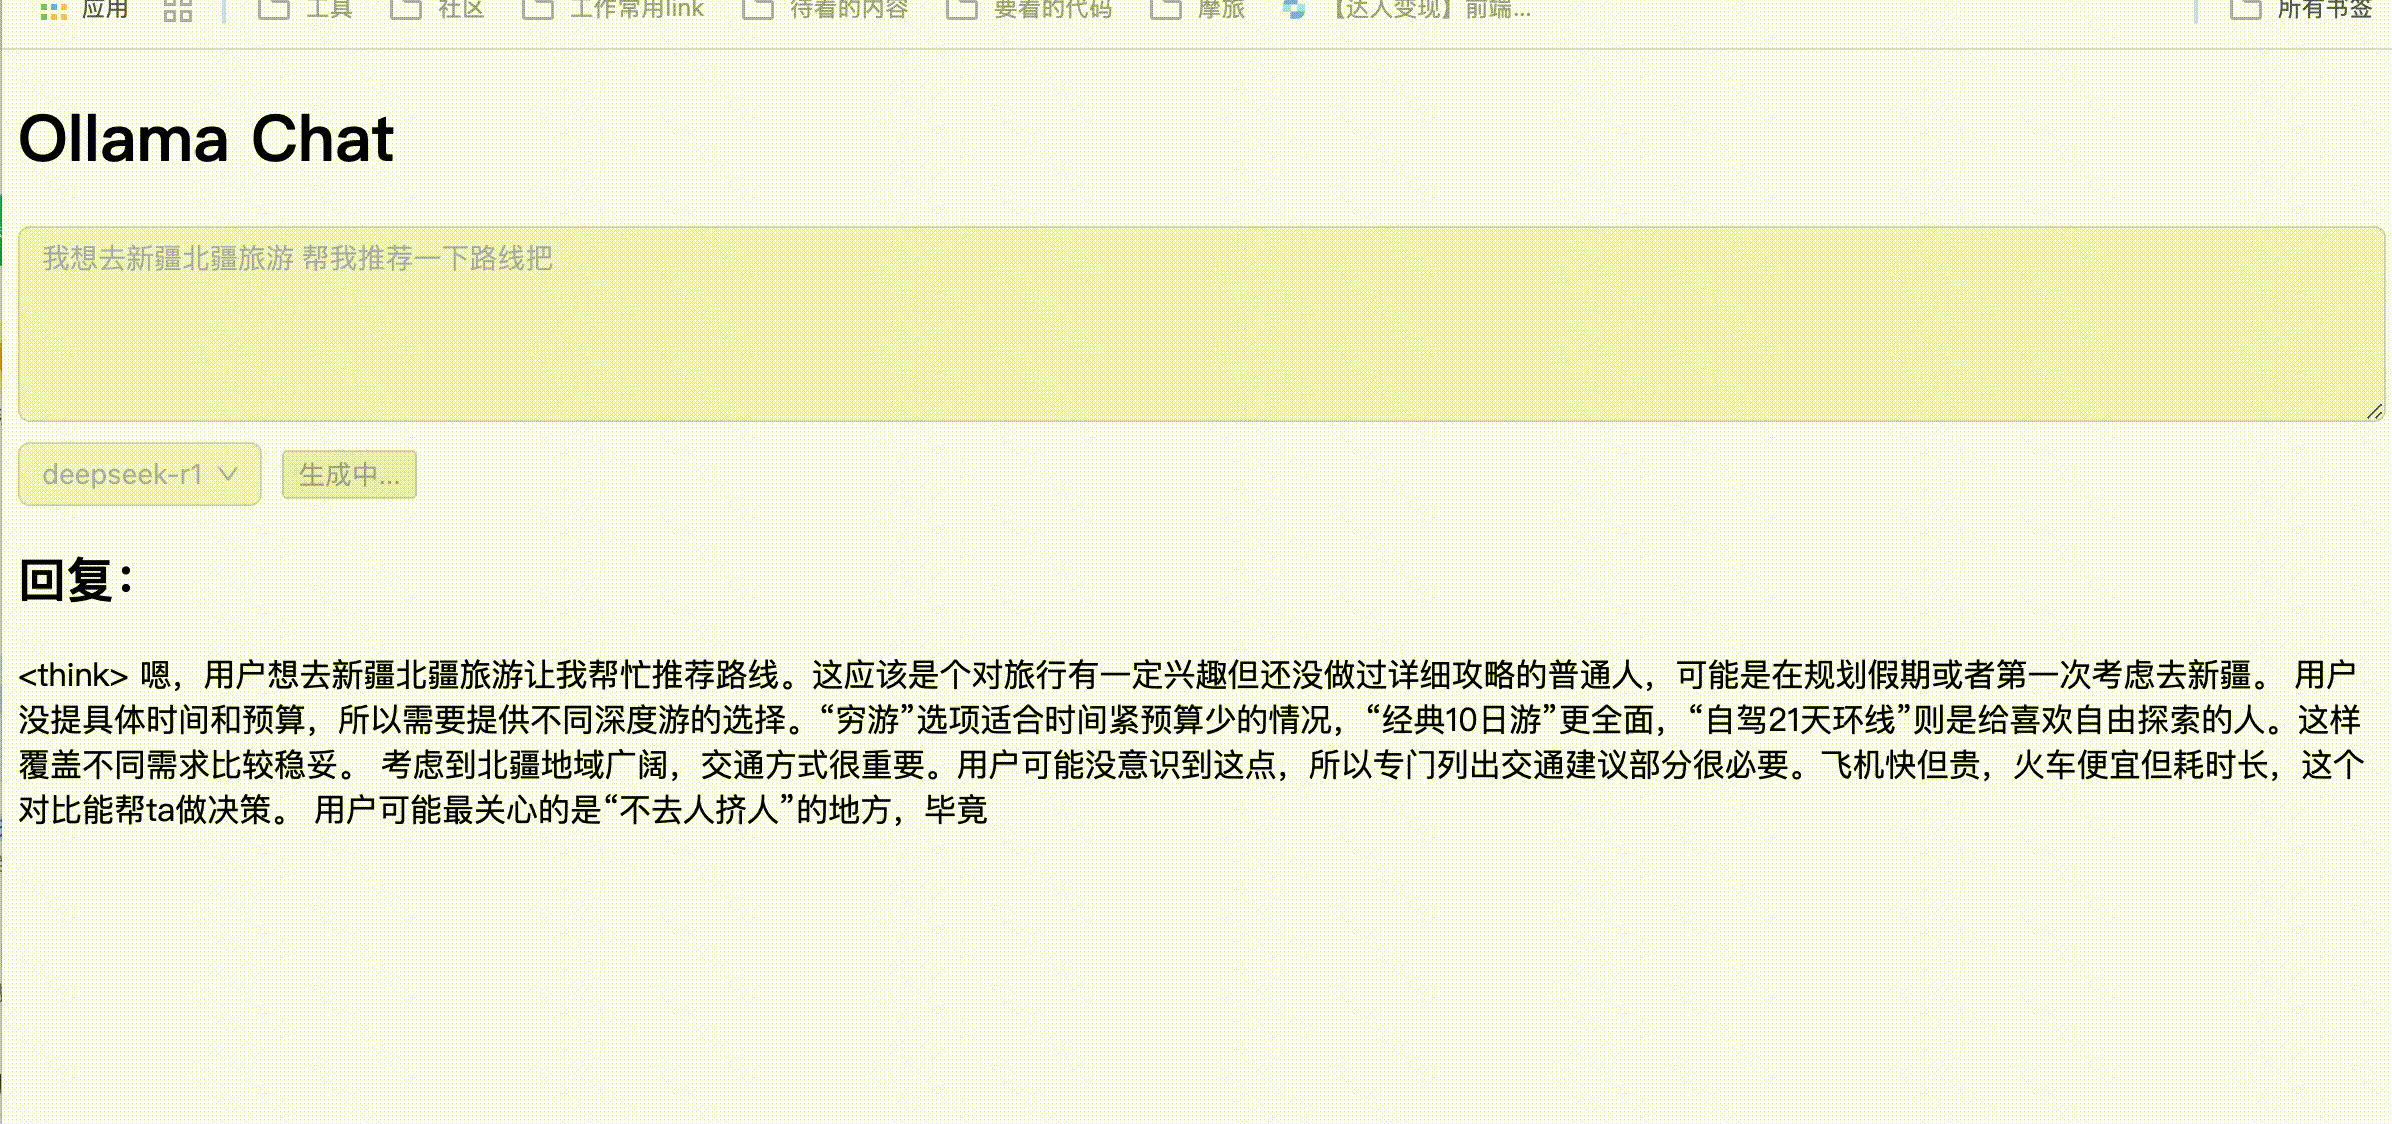 应用 工具 社区 工作常用link 待看的内容 要看的代码 摩旅 【达人变现】前端... 所有书签
Ollama Chat
我想去新疆北疆旅游 帮我推荐一下路线把
deepseek-r1 生成中...
回复：
<think> 嗯，用户想去新疆北疆旅游让我帮忙推荐路线。这应该是个对旅行有一定兴趣但还没做过详细攻略的普通人，可能是在规划假期或者第一次考虑去新疆。 用户
没提具体时间和预算，所以需要提供不同深度游的选择。“穷游”选项适合时间紧预算少的情况，“经典10日游”更全面，“自驾21天环线”则是给喜欢自由探索的人。这样
覆盖不同需求比较稳妥。 考虑到北疆地域广阔，交通方式很重要。用户可能没意识到这点，所以专门列出交通建议部分很必要。飞机快但贵，火车便宜但耗时长，这个
对比能帮ta做决策。 用户可能最关心的是“不去人挤人”的地方，毕竟